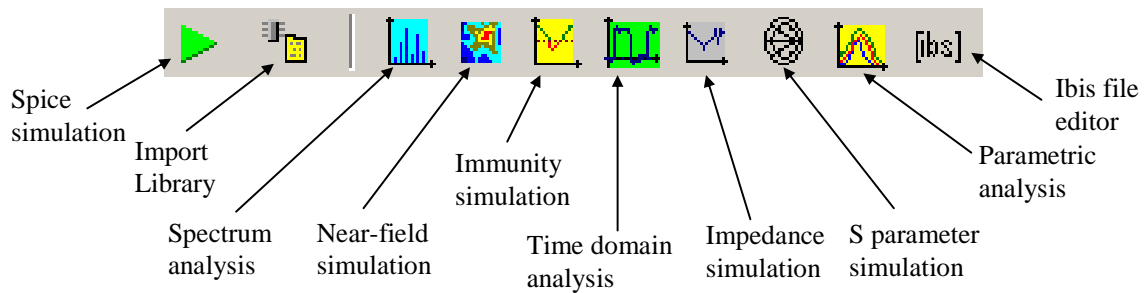 [ibs]
Spice
simulation
Import
Library
Spectrum
analysis
Near-field
simulation
Immunity
simulation
Time domain
analysis
Impedance
simulation
S parameter
simulation
Parametric
analysis
Ibis file
editor